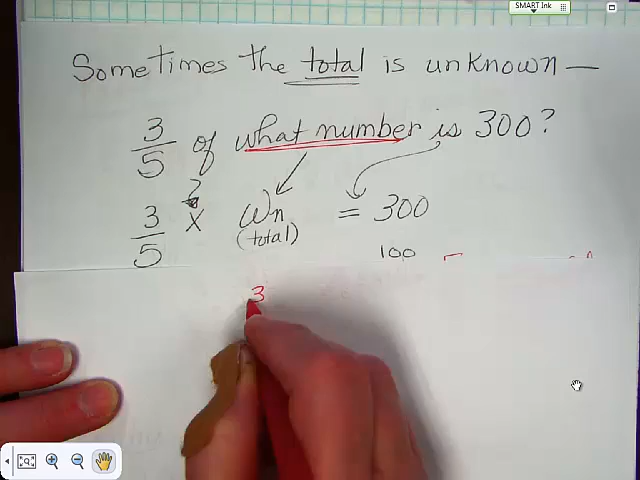 SMART Ink
Sometimes the total is unknown —
3/5 of what number is 300?
3/5 x Wn = 300
(total)
100
3